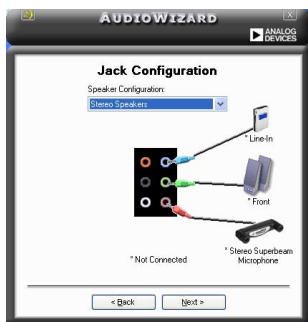 AUDIOWIZARD
ANALOG
DEVICES
Jack Configuration
Speaker Configuration:
Stereo Speakers
* Line-In
* Front
* Stereo Superbeam
Microphone
* Not Connected
< Back
Next >